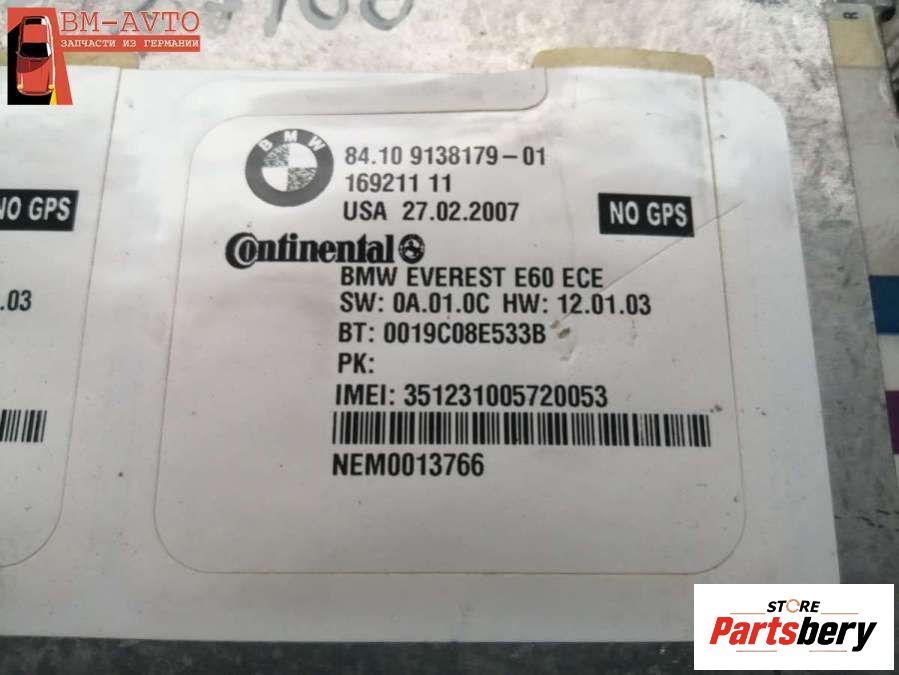 BM-AVTO
ЗАПЧАСТИ ИЗ ГЕРМАНИИ
R
BMW
84.10 9138179-01
169211 11
USA 27.02.2007
NO GPS
NO GPS
Continental
BMW EVEREST E60 ECE
.03
SW: 0A.01.0C HW: 12.01.03
BT: 0019C08E533B
PK:
IMEI: 351231005720053
NEM0013766
STORE
Partsbery